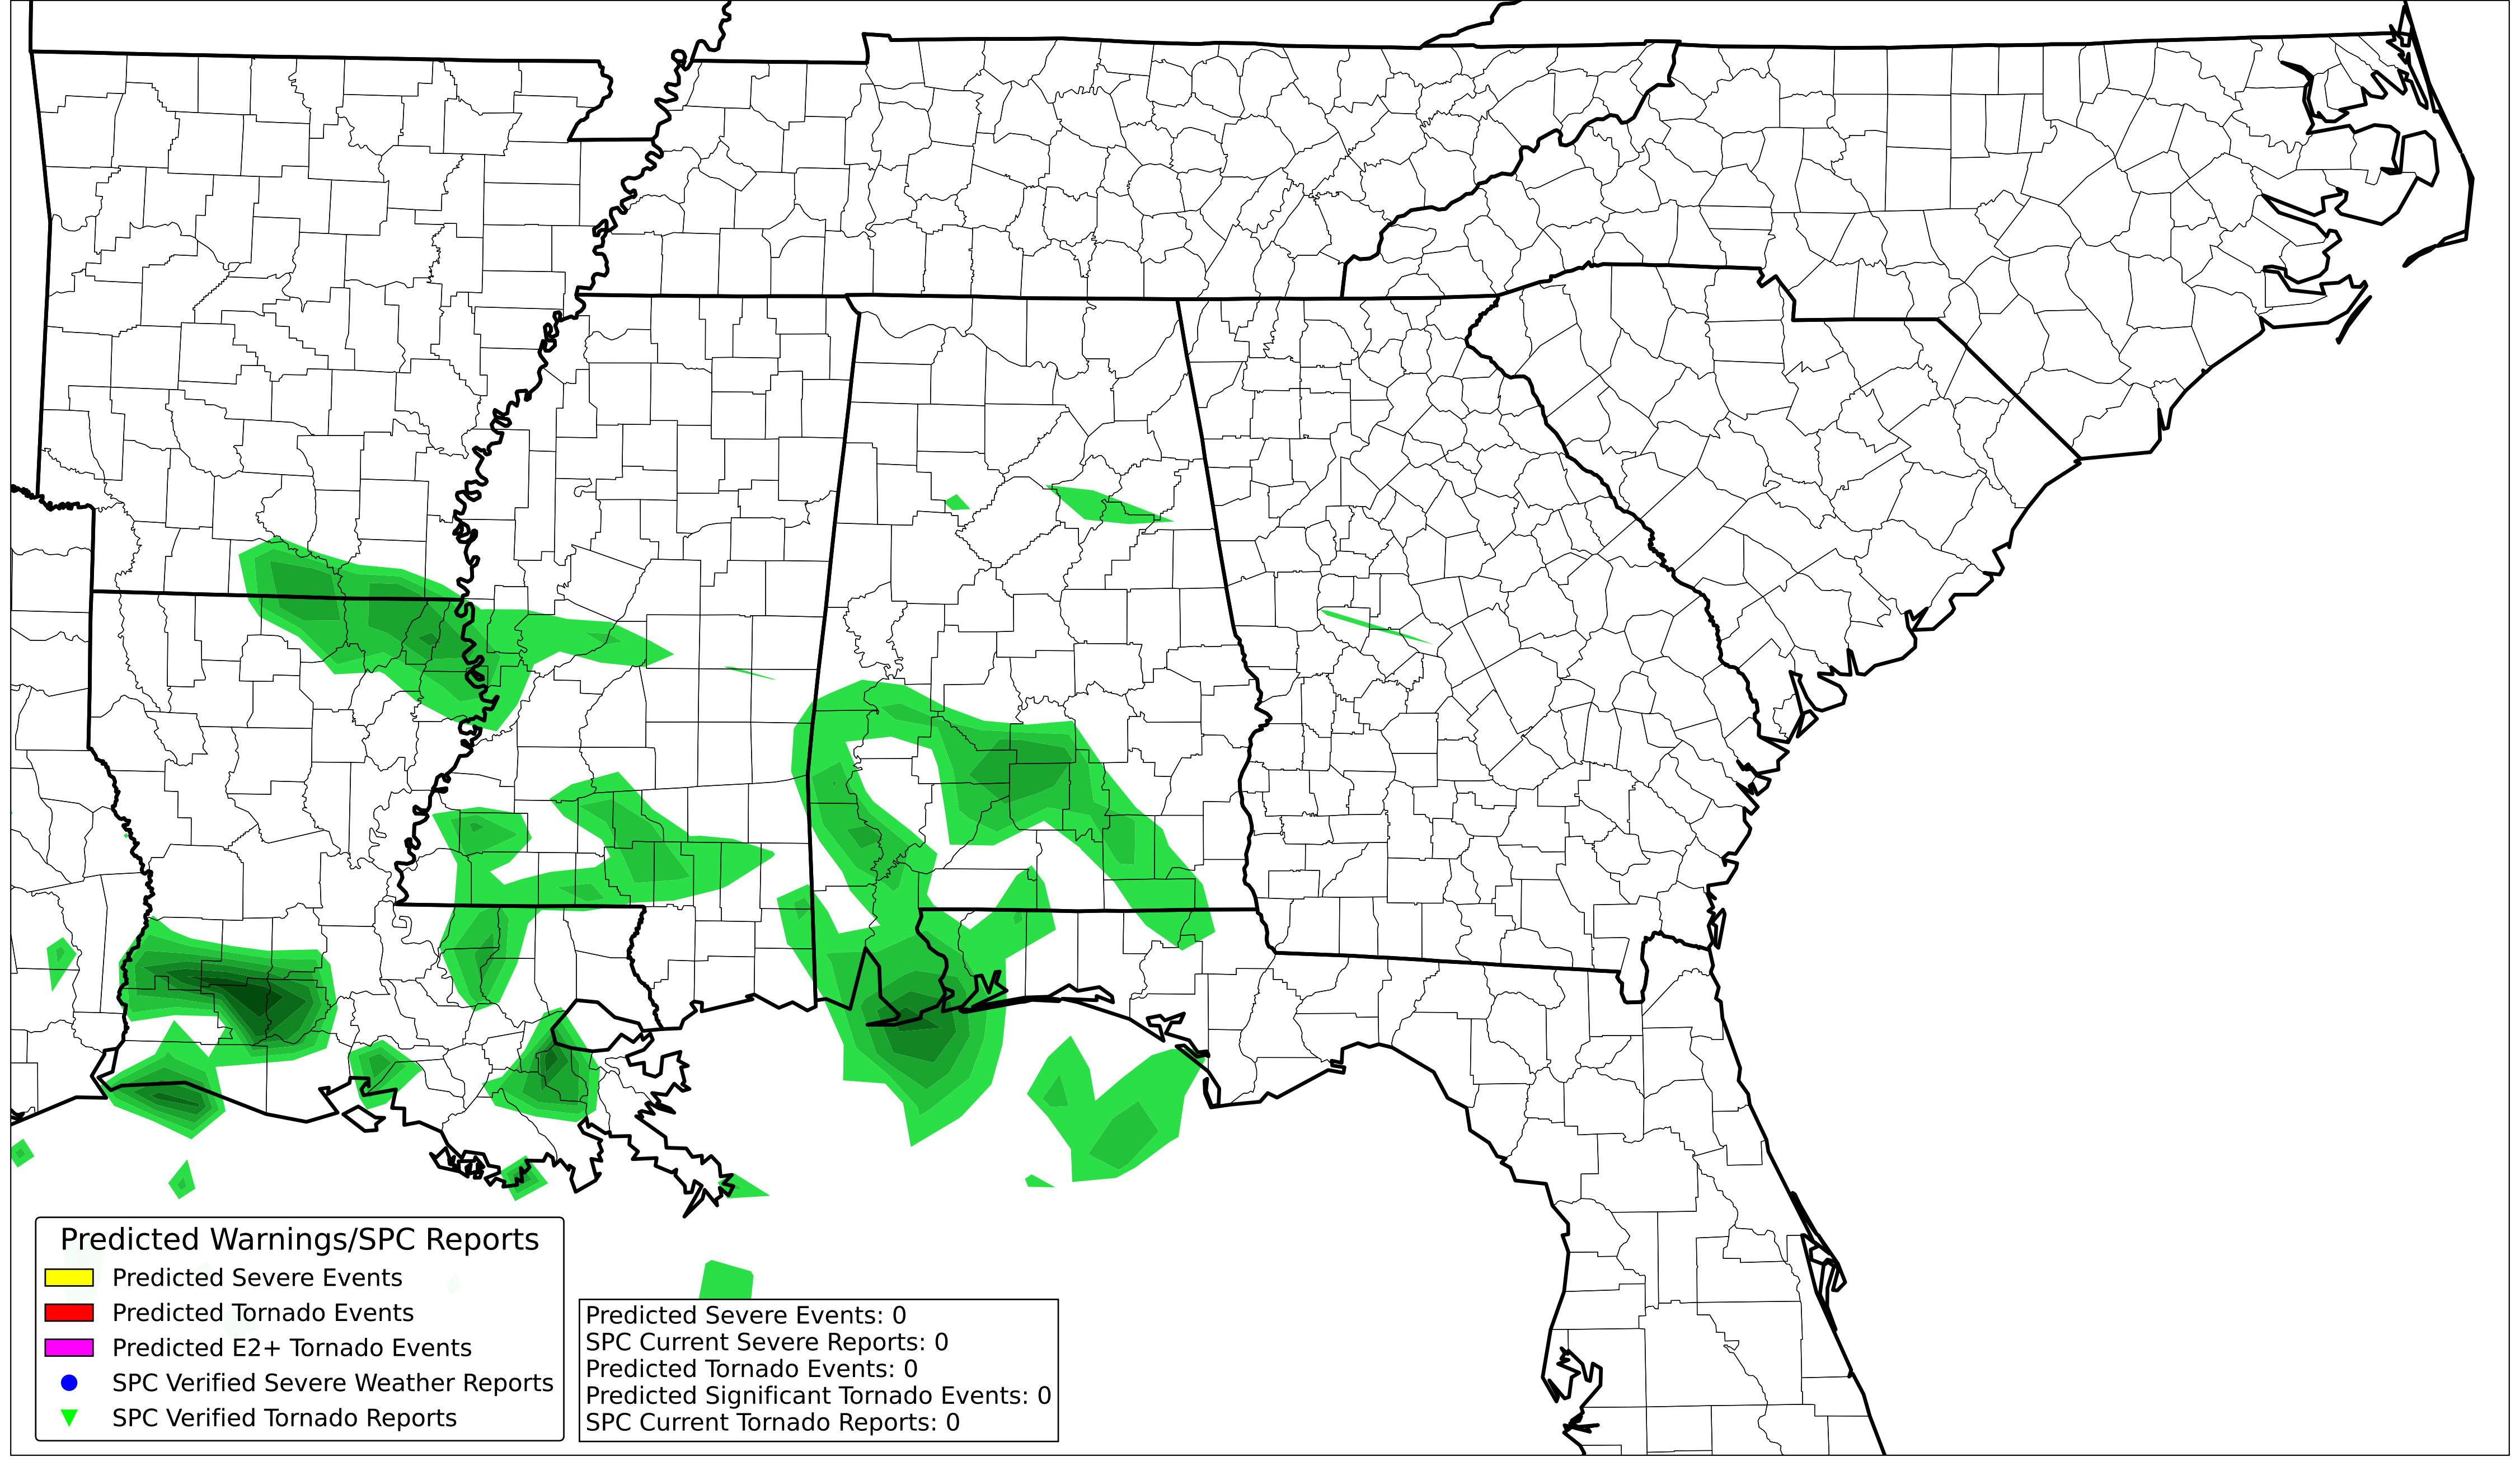 Predicted Warnings/SPC Reports
Predicted Severe Events
Predicted Tornado Events
Predicted E2+ Tornado Events
SPC Verified Severe Weather Reports
SPC Verified Tornado Reports
Predicted Severe Events: 0
SPC Current Severe Reports: 0
Predicted Tornado Events: 0
Predicted Significant Tornado Events: 0
SPC Current Tornado Reports: 0